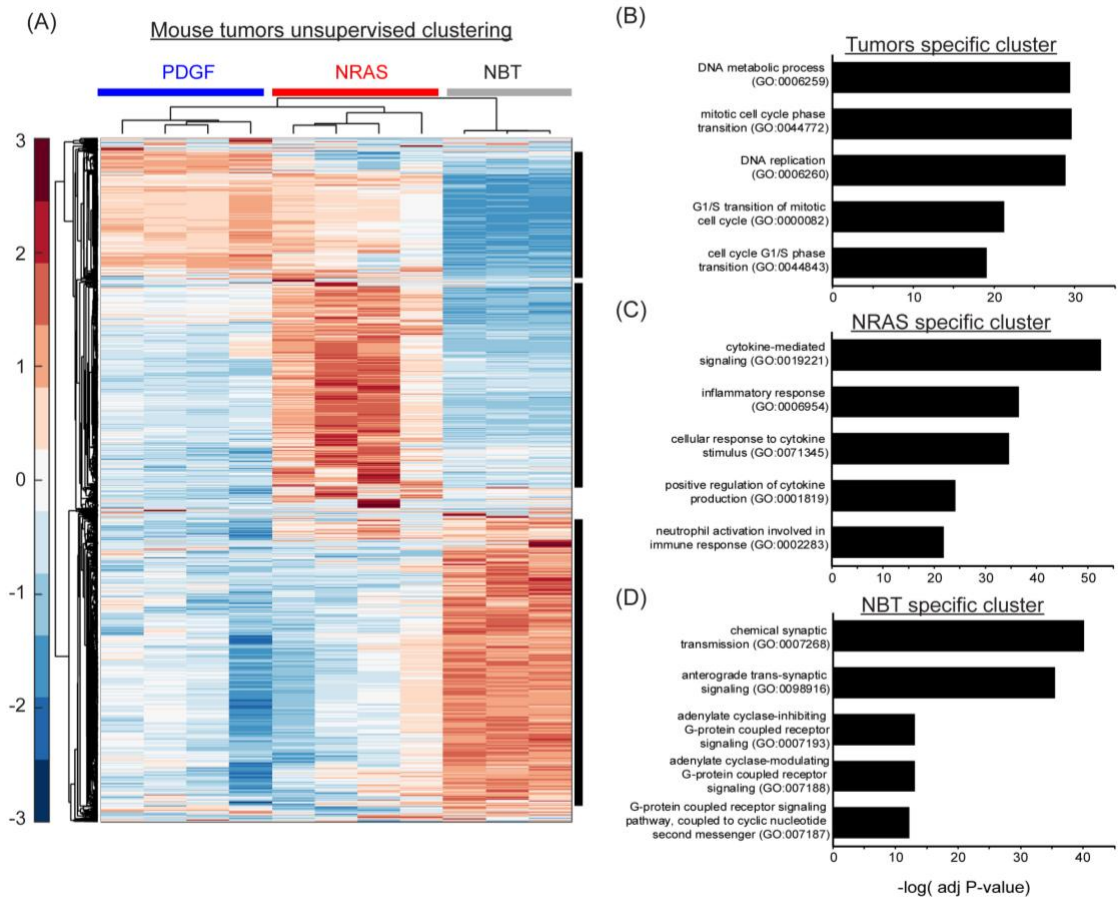 (A)
Mouse tumors unsupervised clustering
PDGF
NRAS
NBT
3
2
1
0
-1
-2
-3
(B)
Tumors specific cluster
DNA metabolic process
(GO:0006259)
mitotic cell cycle phase
transition (GO:0044772)
DNA replication
(GO:0006260)
G1/S transition of mitotic
cell cycle (GO:0000082)
cell cycle G1/S phase
transition (GO:0044843)
0 10 20 30
(C)
NRAS specific cluster
cytokine-mediated
signaling (GO:0019221)
inflammatory response
(GO:0006954)
cellular response to cytokine
stimulus (GO:0071345)
positive regulation of cytokine
production (GO:0001819)
neutrophil activation involved in
immune response (GO:0002283)
0 10 20 30 40 50
(D)
NBT specific cluster
chemical synaptic
transmission (GO:0007268)
anterograde trans-synaptic
signaling (GO:0098916)
adenylate cyclase-inhibiting
G-protein coupled receptor
signaling (GO:0007193)
adenylate cyclase-modulating
G-protein coupled receptor
signaling (GO:007188)
G-protein coupled receptor signaling
pathway, coupled to cyclic nucleotide
second messenger (GO:007187)
0 10 20 30 40
-log( adj P-value)